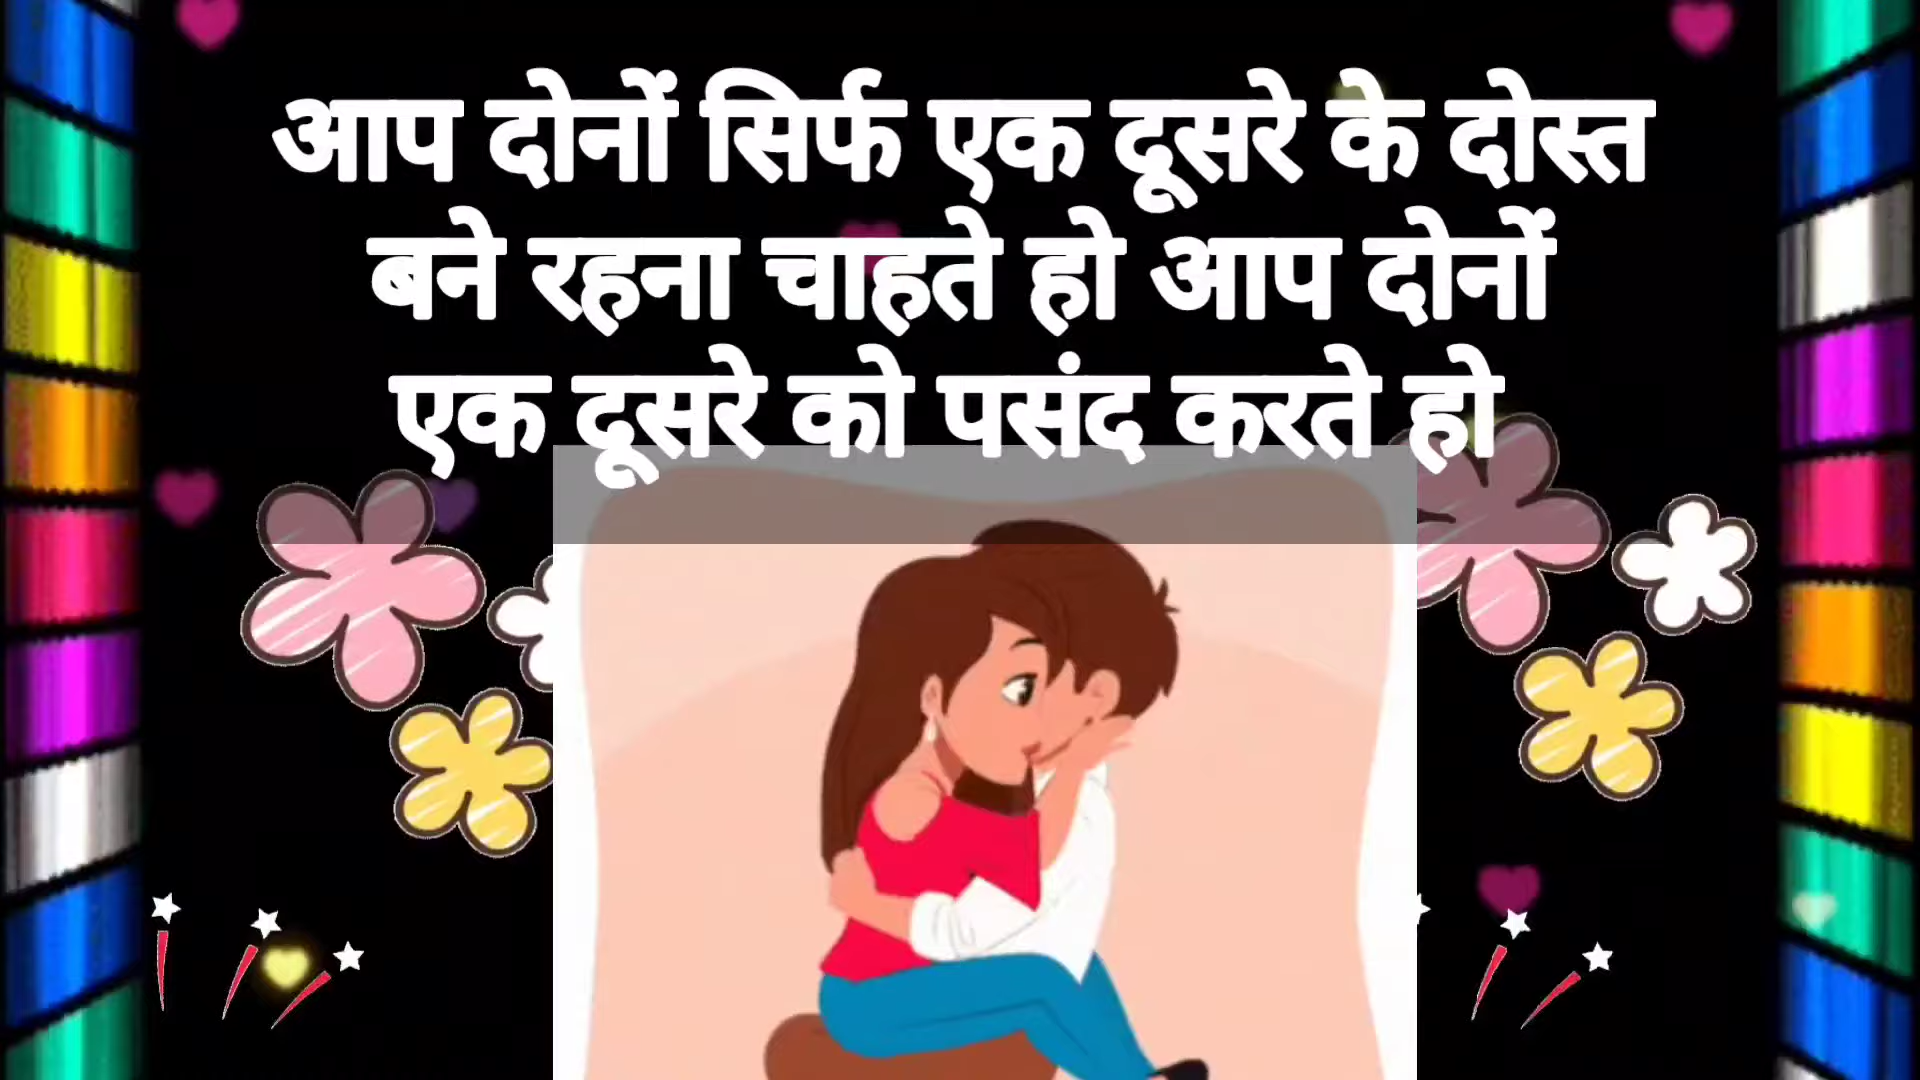 आप दोनों सिर्फ एक दूसरे के दोस्त
बने रहना चाहते हो आप दोनों
एक दूसरे को पसंद करते हो